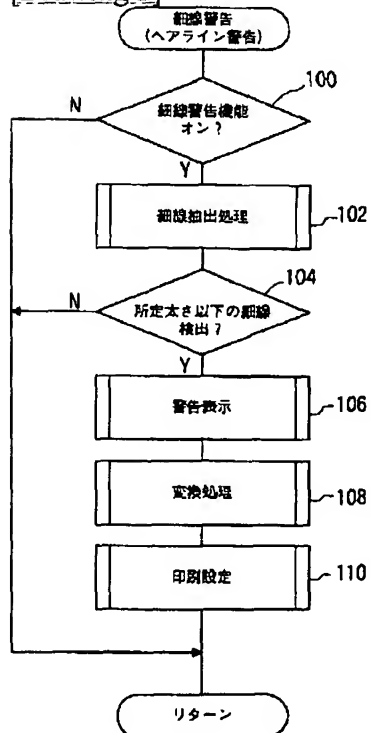 細線警告
(ヘアライン警告)
100
細線警告機能
オン？
N
Y
細線抽出処理
102
104
所定太さ以下の細線
検出？
N
Y
警告表示
106
変換処理
108
印刷設定
110
リターン